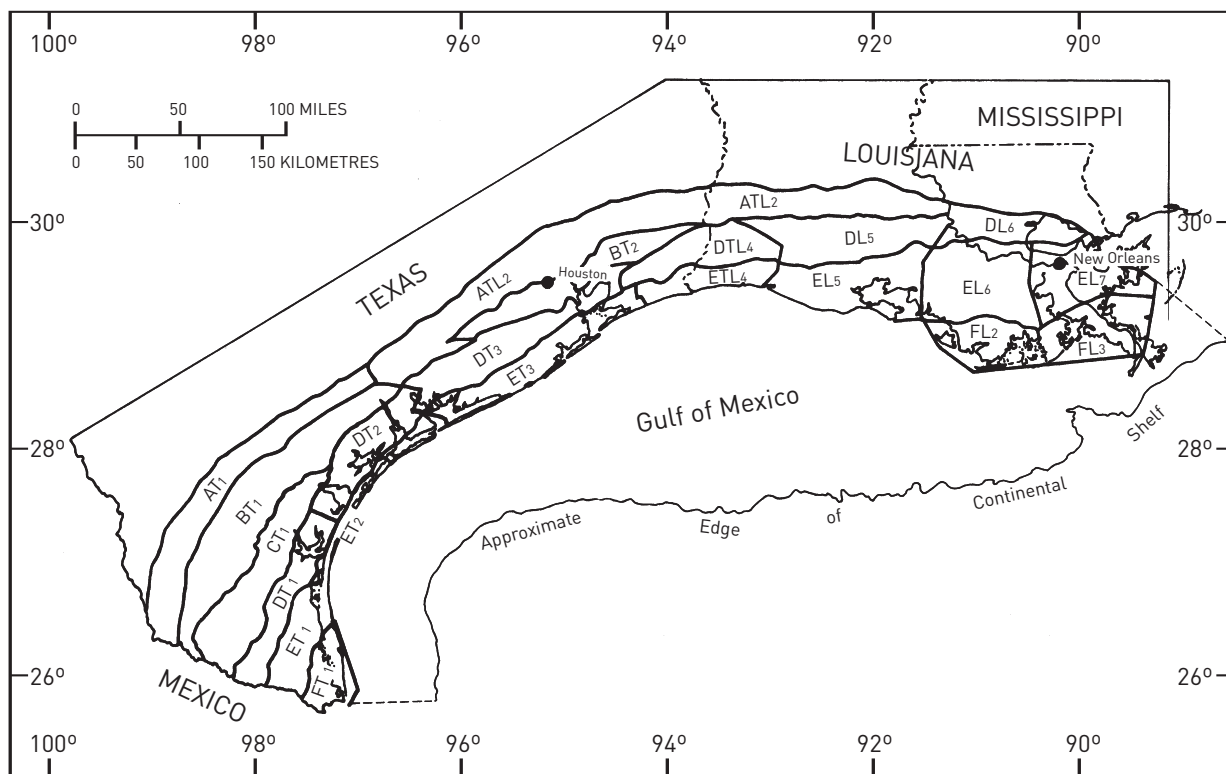 100º 98º 96º 94º 92º 90º
0 50 100 MILES
0 50 100 150 KILOMETRES
MISSISSIPPI
LOUISJANA
30º 30º
ATL2
DL6
BT2
DTL4
DL5
TEXAS
Houston
New Orleans
ATL2
ETL4
EL5
EL6
EL7
DT3
FL2
FL3
ET3
Gulf of Mexico
Shelf
28º 28º
DT2
AT1
BT1
CT1
ET2
Approximate Edge of Continental
DT1
ET1
26º 26º
FT1
MEXICO
100º 98º 96º 94º 92º 90º